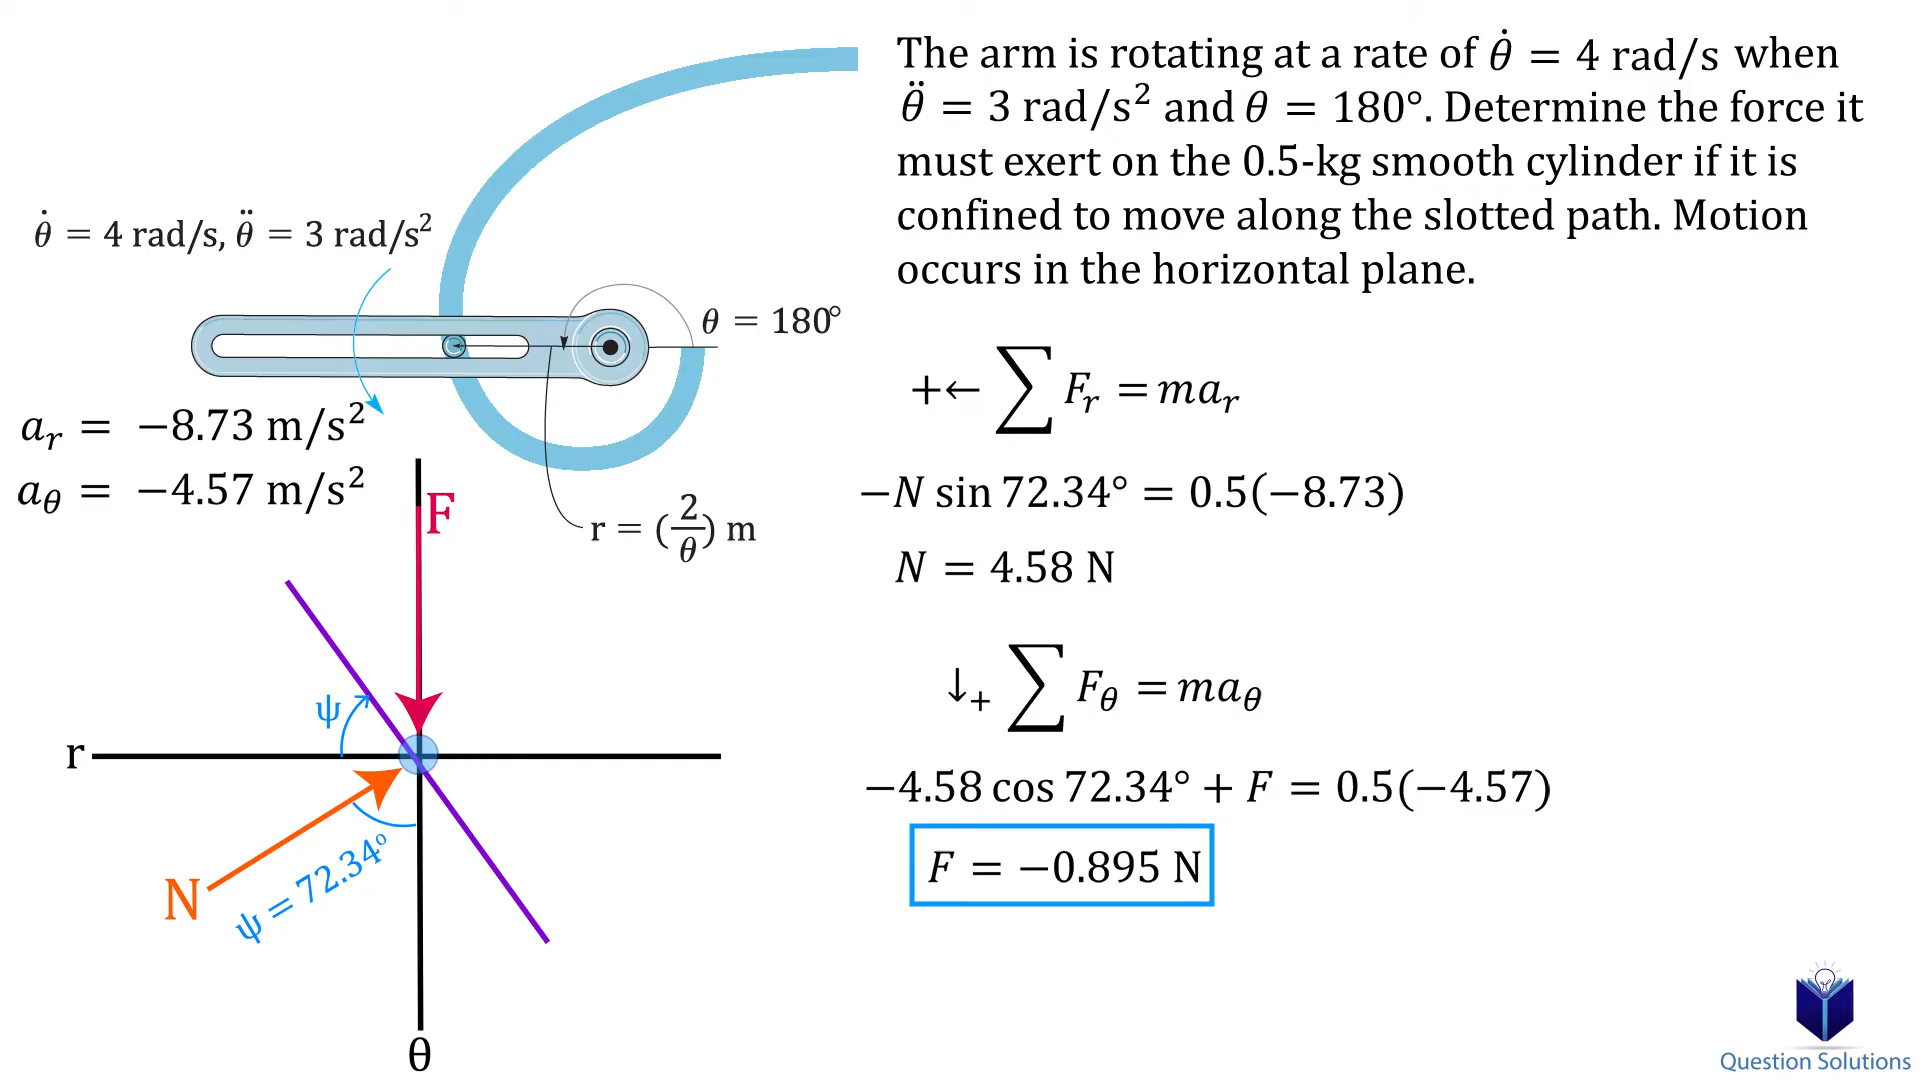 The arm is rotating at a rate of θ̇ = 4 rad/s when
θ̈ = 3 rad/s² and θ = 180°. Determine the force it
must exert on the 0.5-kg smooth cylinder if it is
confined to move along the slotted path. Motion
occurs in the horizontal plane.
θ̇ = 4 rad/s, θ̈ = 3 rad/s²
θ = 180°
r = (2/θ) m
a_r = −8.73 m/s²
a_θ = −4.57 m/s²
F
ψ
r
N
ψ = 72.34°
θ
+← ∑ F_r = ma_r
−N sin 72.34° = 0.5(−8.73)
N = 4.58 N
↓+ ∑ F_θ = ma_θ
−4.58 cos 72.34° + F = 0.5(−4.57)
F = −0.895 N
Question Solutions